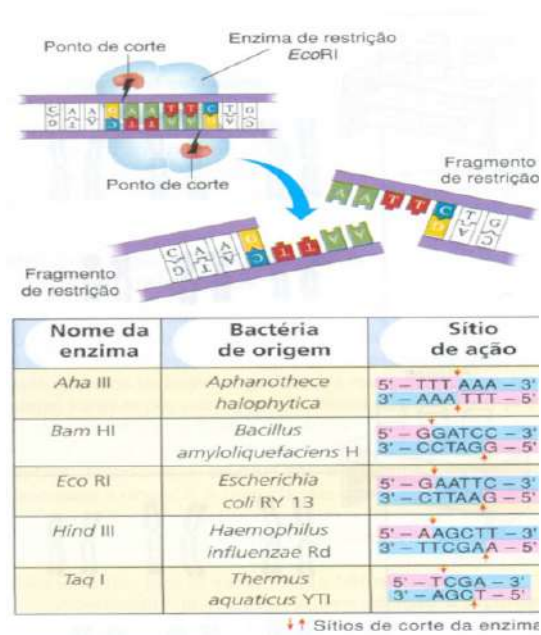 Ponto de corte
Enzima de restrição
EcoRI
Ponto de corte
Fragmento
de restrição
Fragmento
de restrição
Nome da enzima
Bactéria de origem
Sítio de ação
Aha III
Aphanothece halophytica
5' – TTT AAA – 3'
3' – AAA TTT – 5'
Bam HI
Bacillus amyloliquefaciens H
5' – GGATCC – 3'
3' – CCTAGG – 5'
Eco RI
Escherichia coli RY 13
5' – GAATTC – 3'
3' – CTTAAG – 5'
Hind III
Haemophilus influenzae Rd
5' – AAGCTT – 3'
3' – TTCGAA – 5'
Taq I
Thermus aquaticus YTI
5' – TCGA – 3'
3' – AGCT – 5'
↓↑ Sítios de corte da enzima